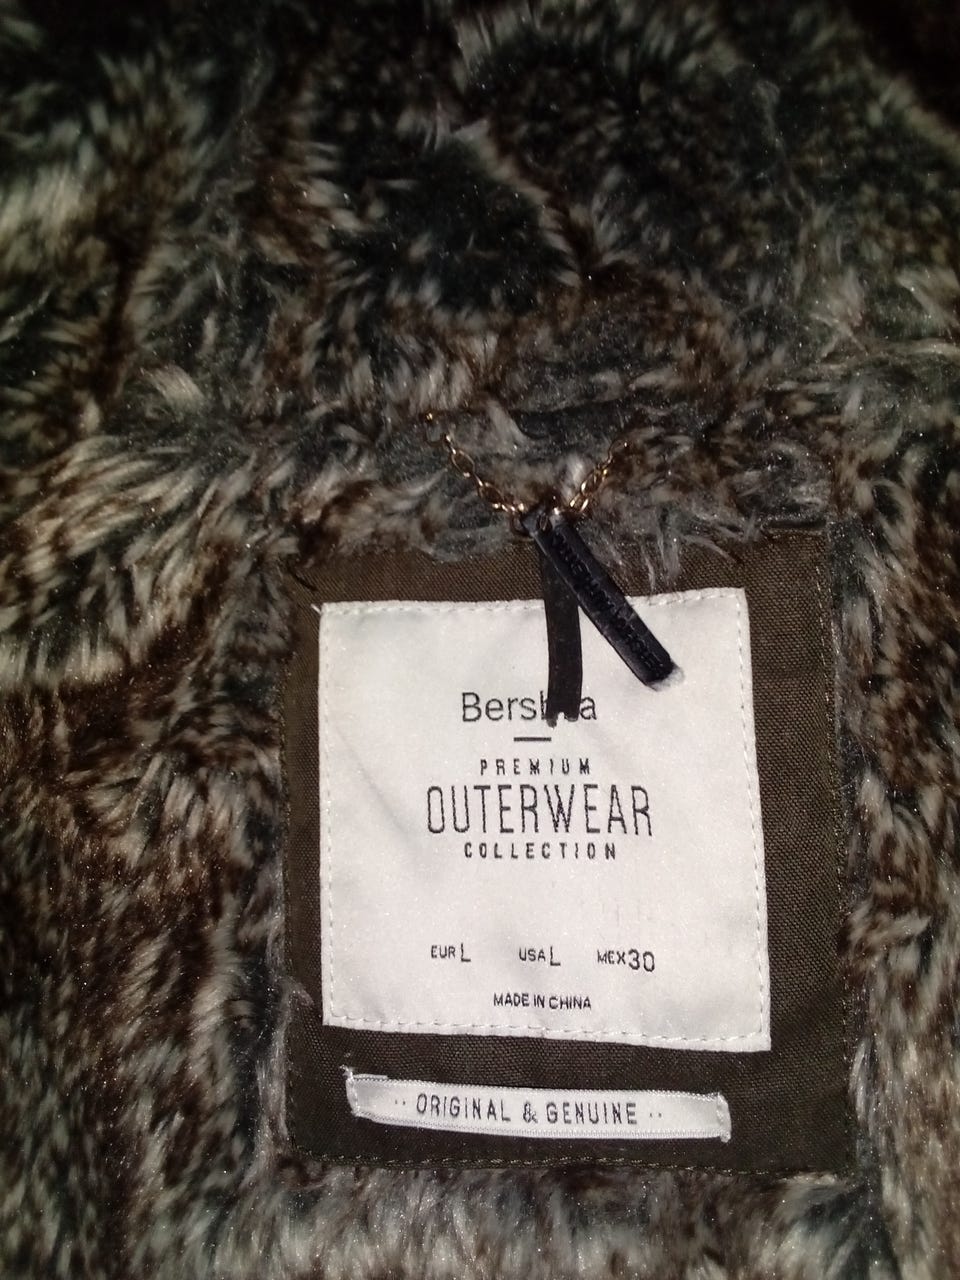 PREMIUM
OUTERWEAR
COLLECTION
EUR L USA L MEX 30
MADE IN CHINA
·· ORIGINAL & GENUINE ··